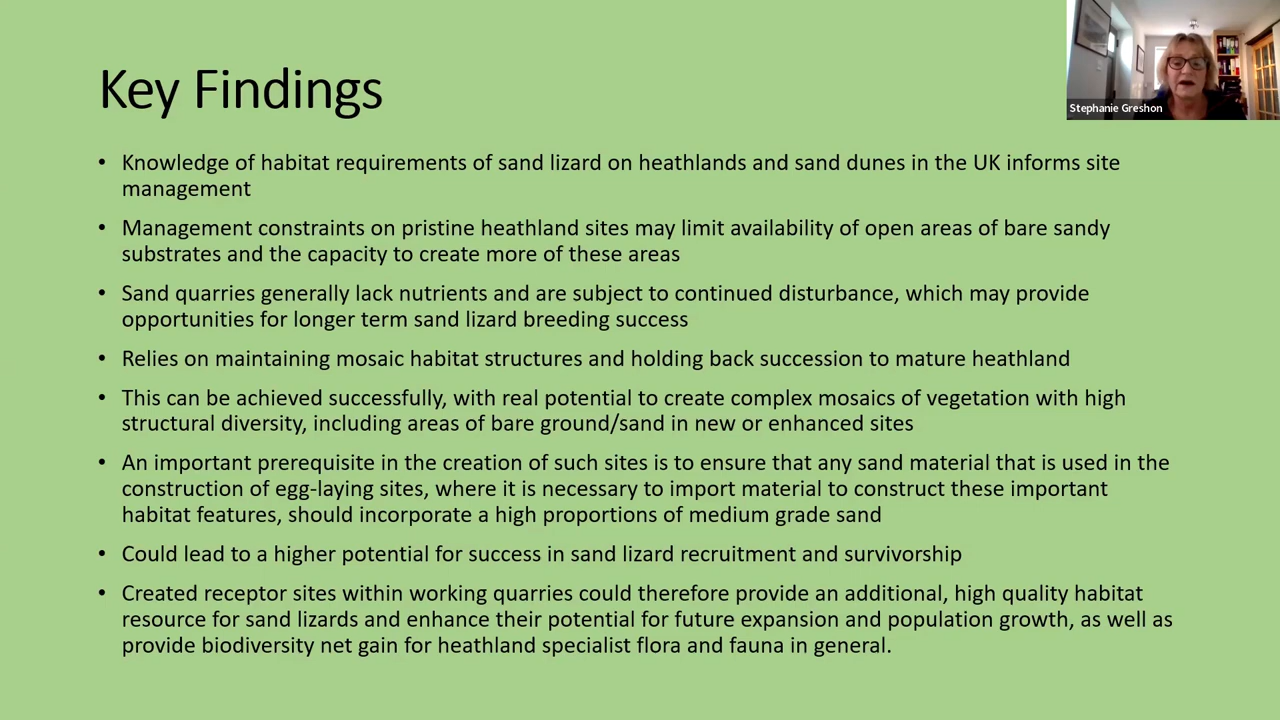 Key Findings
Stephanie Greshon
• Knowledge of habitat requirements of sand lizard on heathlands and sand dunes in the UK informs site
management
• Management constraints on pristine heathland sites may limit availability of open areas of bare sandy
substrates and the capacity to create more of these areas
• Sand quarries generally lack nutrients and are subject to continued disturbance, which may provide
opportunities for longer term sand lizard breeding success
• Relies on maintaining mosaic habitat structures and holding back succession to mature heathland
• This can be achieved successfully, with real potential to create complex mosaics of vegetation with high
structural diversity, including areas of bare ground/sand in new or enhanced sites
• An important prerequisite in the creation of such sites is to ensure that any sand material that is used in the
construction of egg-laying sites, where it is necessary to import material to construct these important
habitat features, should incorporate a high proportions of medium grade sand
• Could lead to a higher potential for success in sand lizard recruitment and survivorship
• Created receptor sites within working quarries could therefore provide an additional, high quality habitat
resource for sand lizards and enhance their potential for future expansion and population growth, as well as
provide biodiversity net gain for heathland specialist flora and fauna in general.